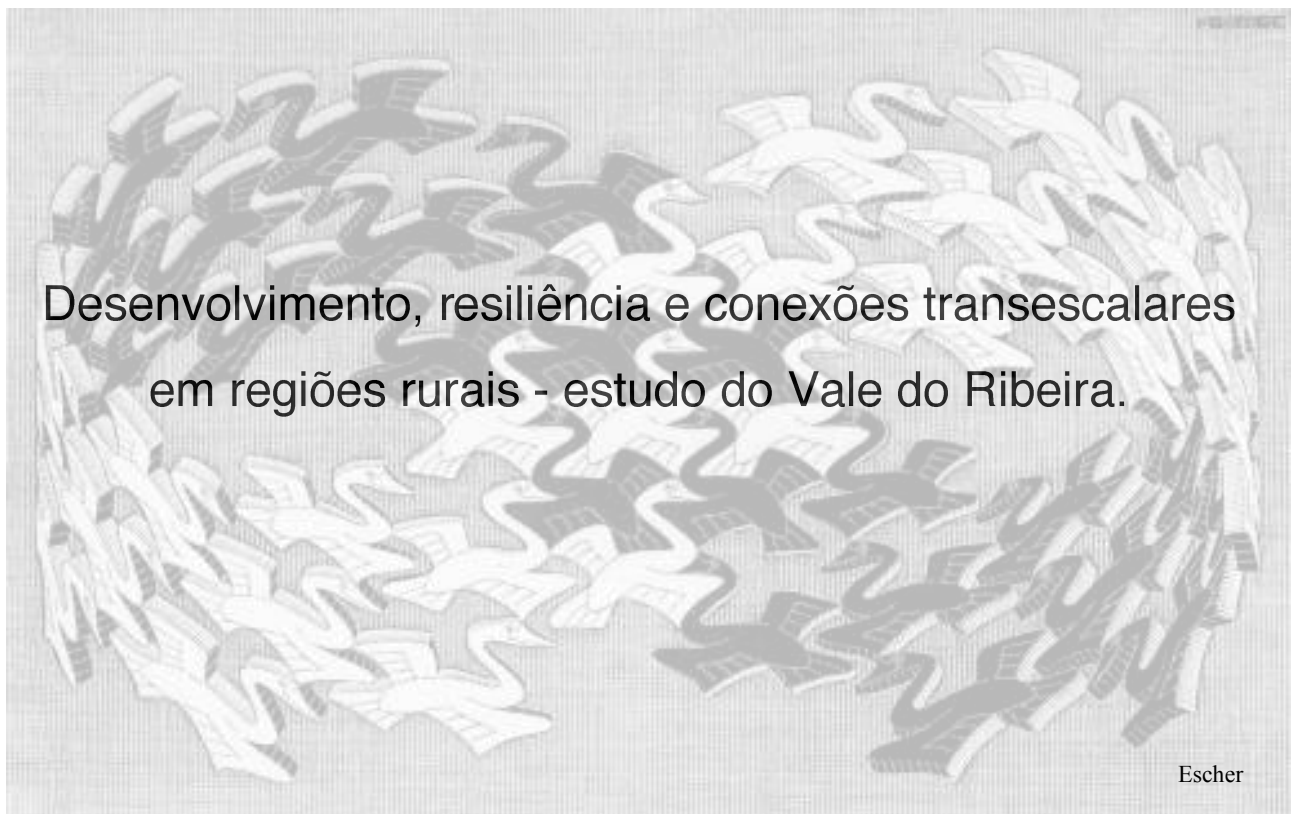 Desenvolvimento, resiliência e conexões transescalares
em regiões rurais - estudo do Vale do Ribeira.
Escher